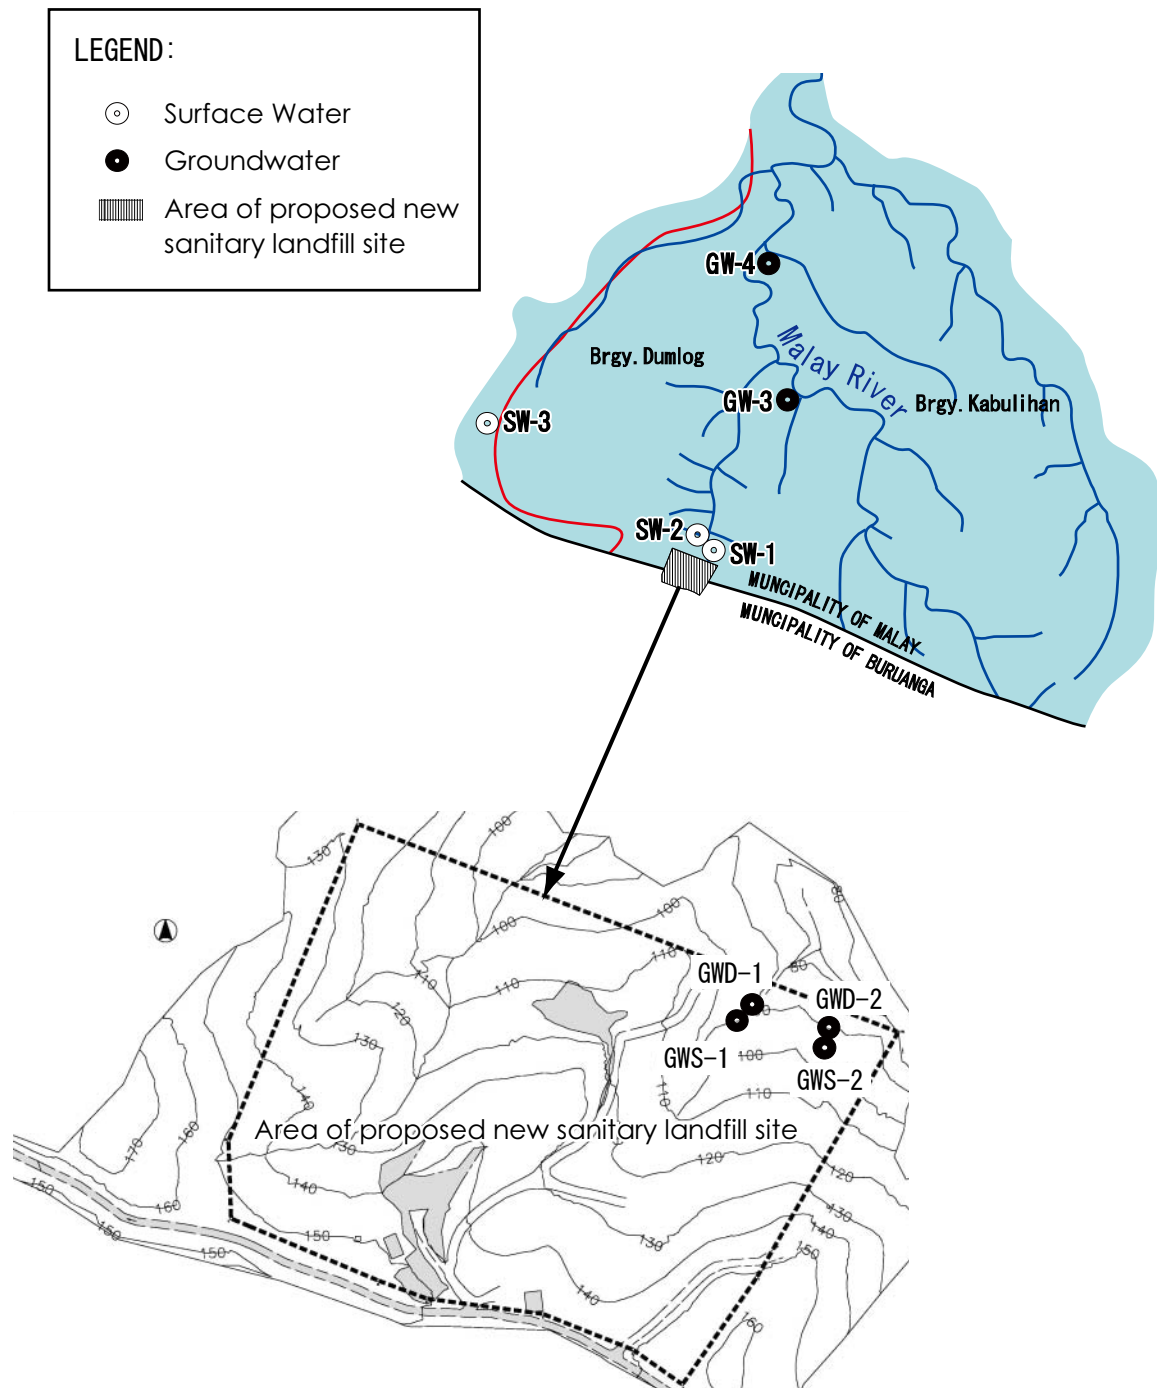 LEGEND:
Surface Water
Groundwater
Area of proposed new
sanitary landfill site
GW-4
Malay River
Brgy. Dumlog
GW-3
Brgy. Kabulihan
SW-3
SW-2
SW-1
MUNCIPALITY OF MALAY
MUNCIPALITY OF BURUANGA
100
130
80
100
100
110
GWD-1
80
110
110
GWD-2
120
GWS-1
100
130
GWS-2
110
110
140
Area of proposed new sanitary landfill site
160
170
130
120
120
150
140
160
130
150
150
150
130
140
150
140
160